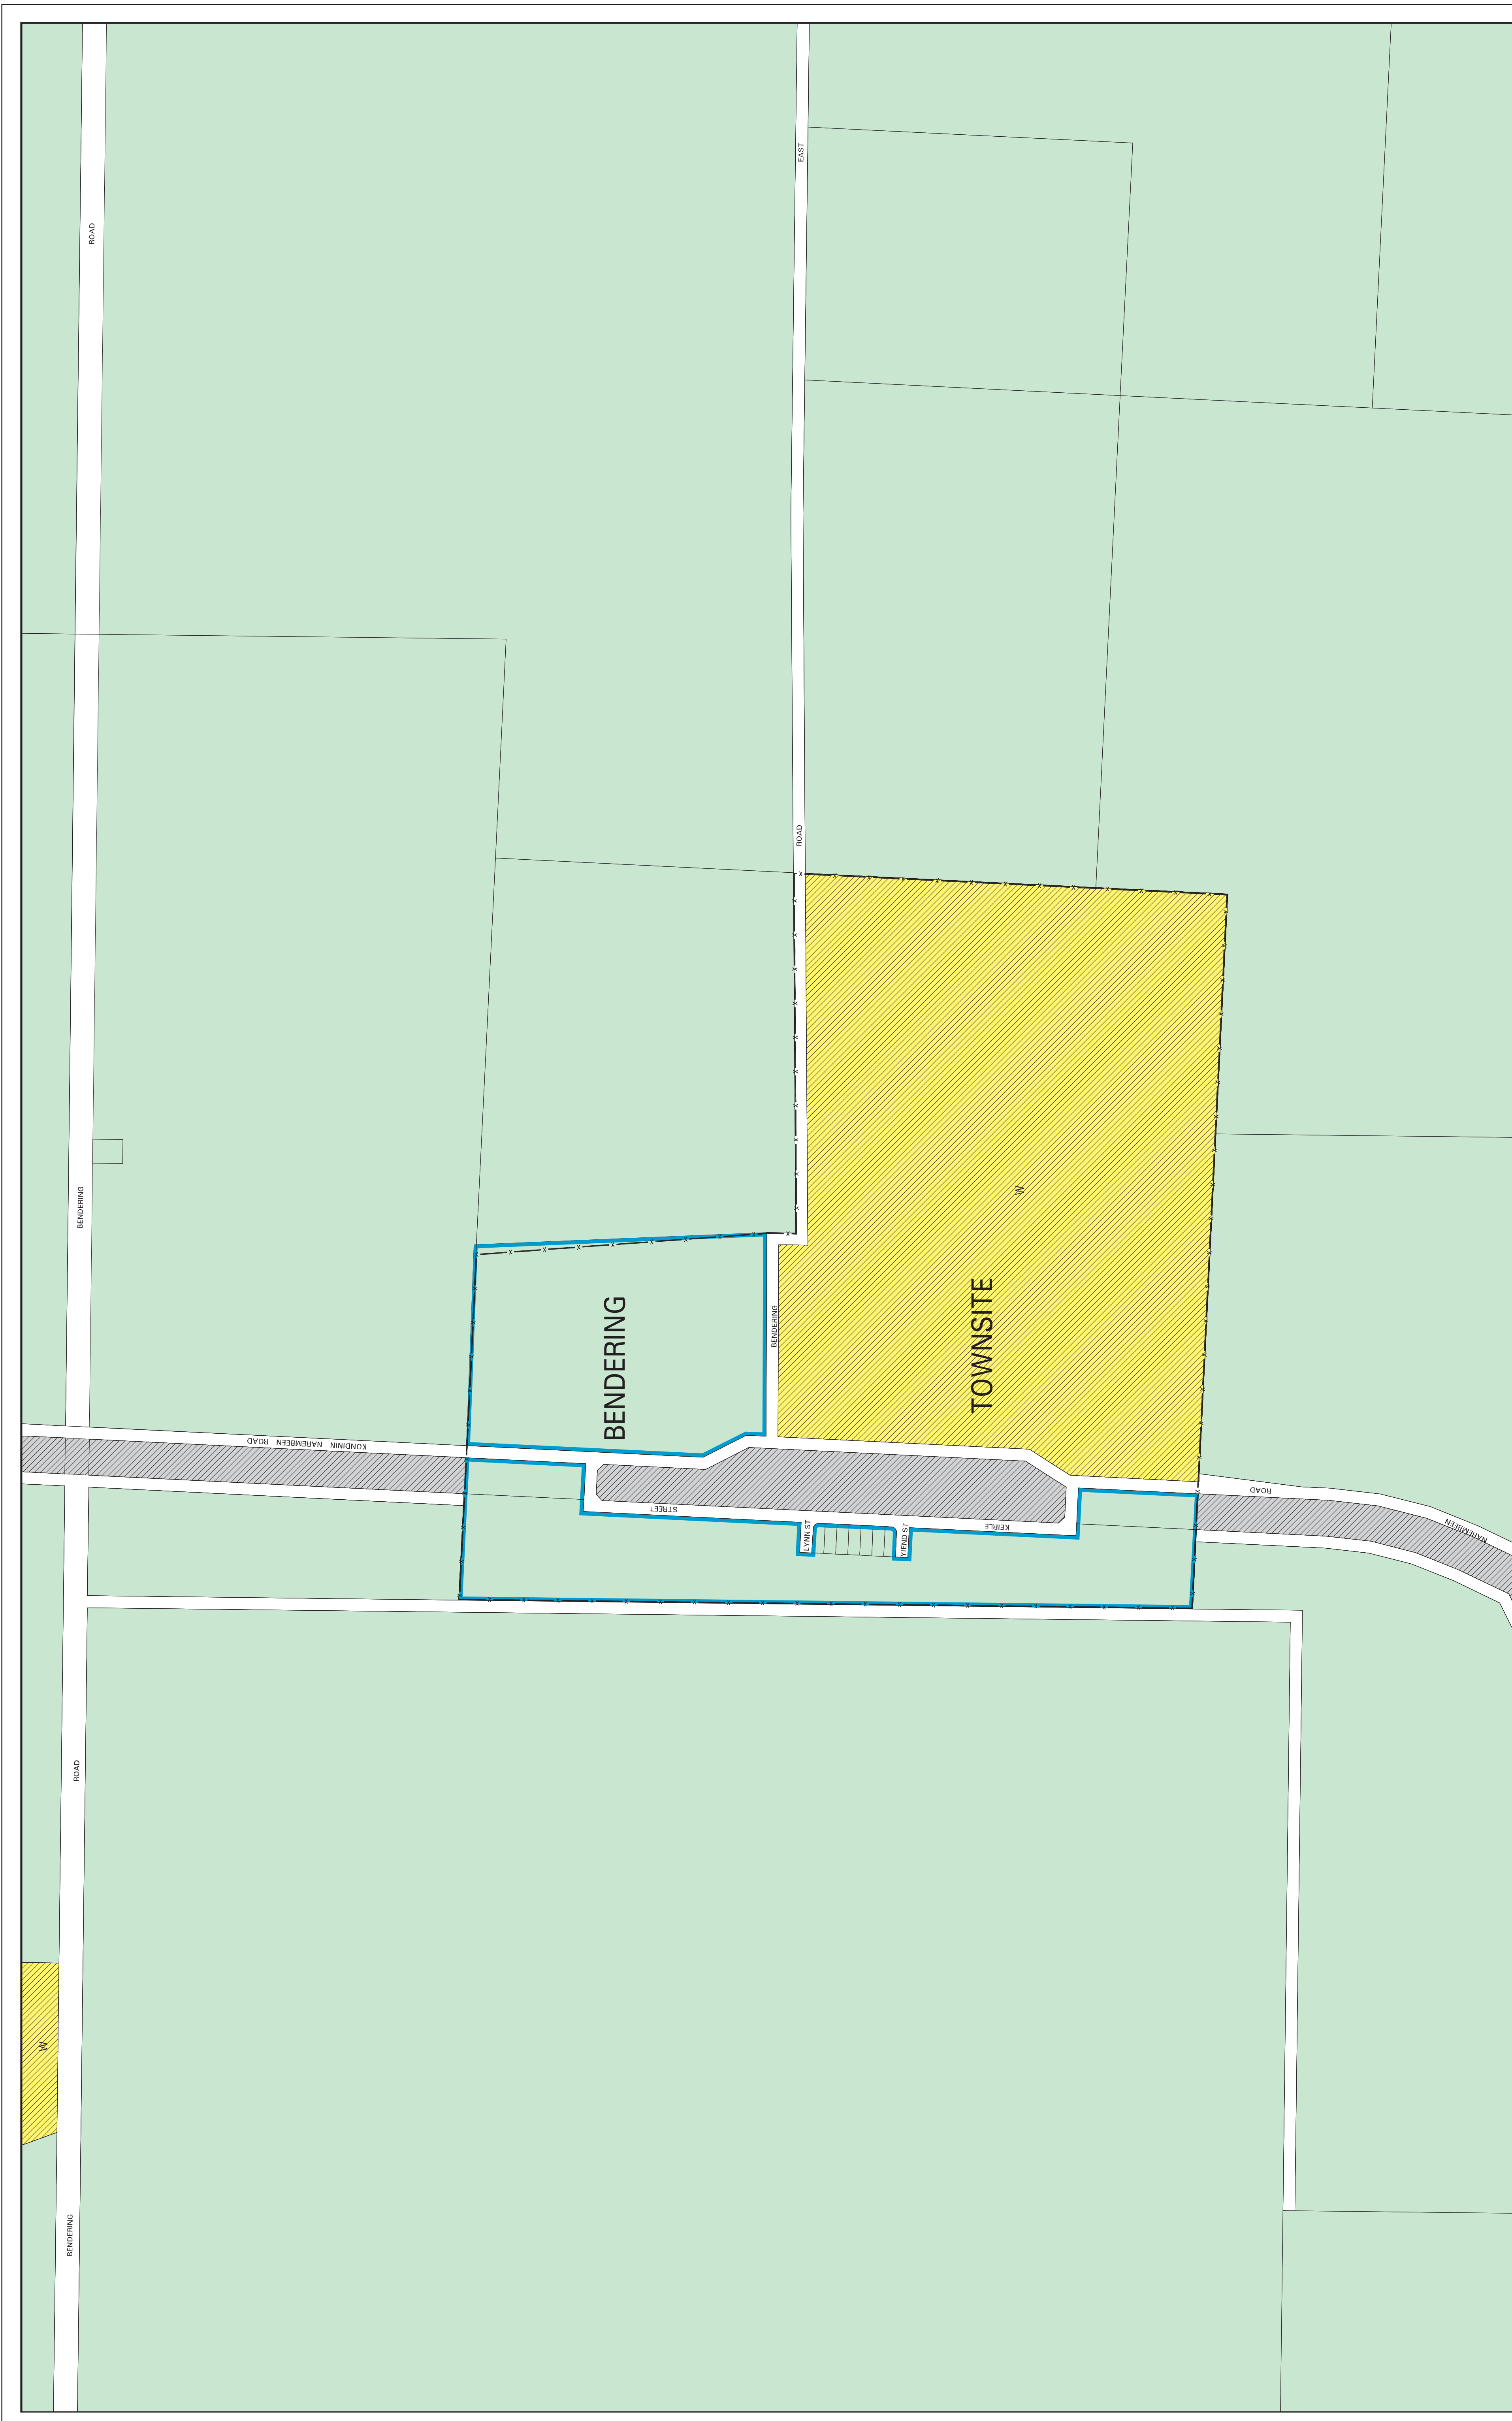 EAST
ROAD
ROAD
W
BENDERING
BENDERING
TOWNSITE
BENDERING
KONDININ NAREMBEEN ROAD
ROAD
NAREMBEEN
STREET
LYNN ST
YIEND ST
KEIRLE
ROAD
W
BENDERING